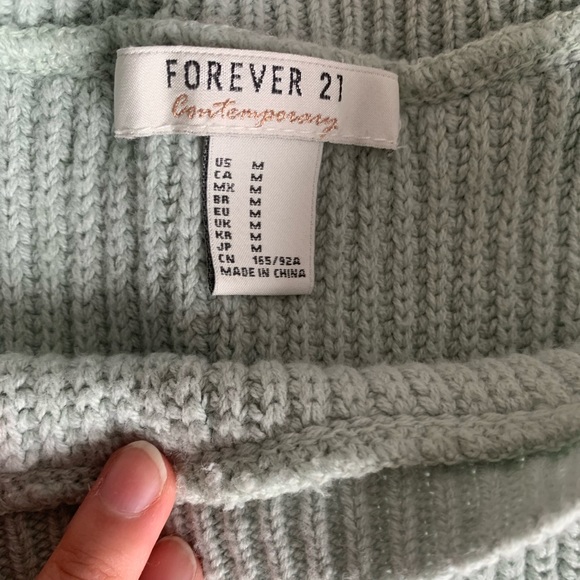 FOREVER 21
Contemporary
US M
CA M
MX M
BR M
EU M
UK M
KR M
JP M
CN 165/92A
MADE IN CHINA